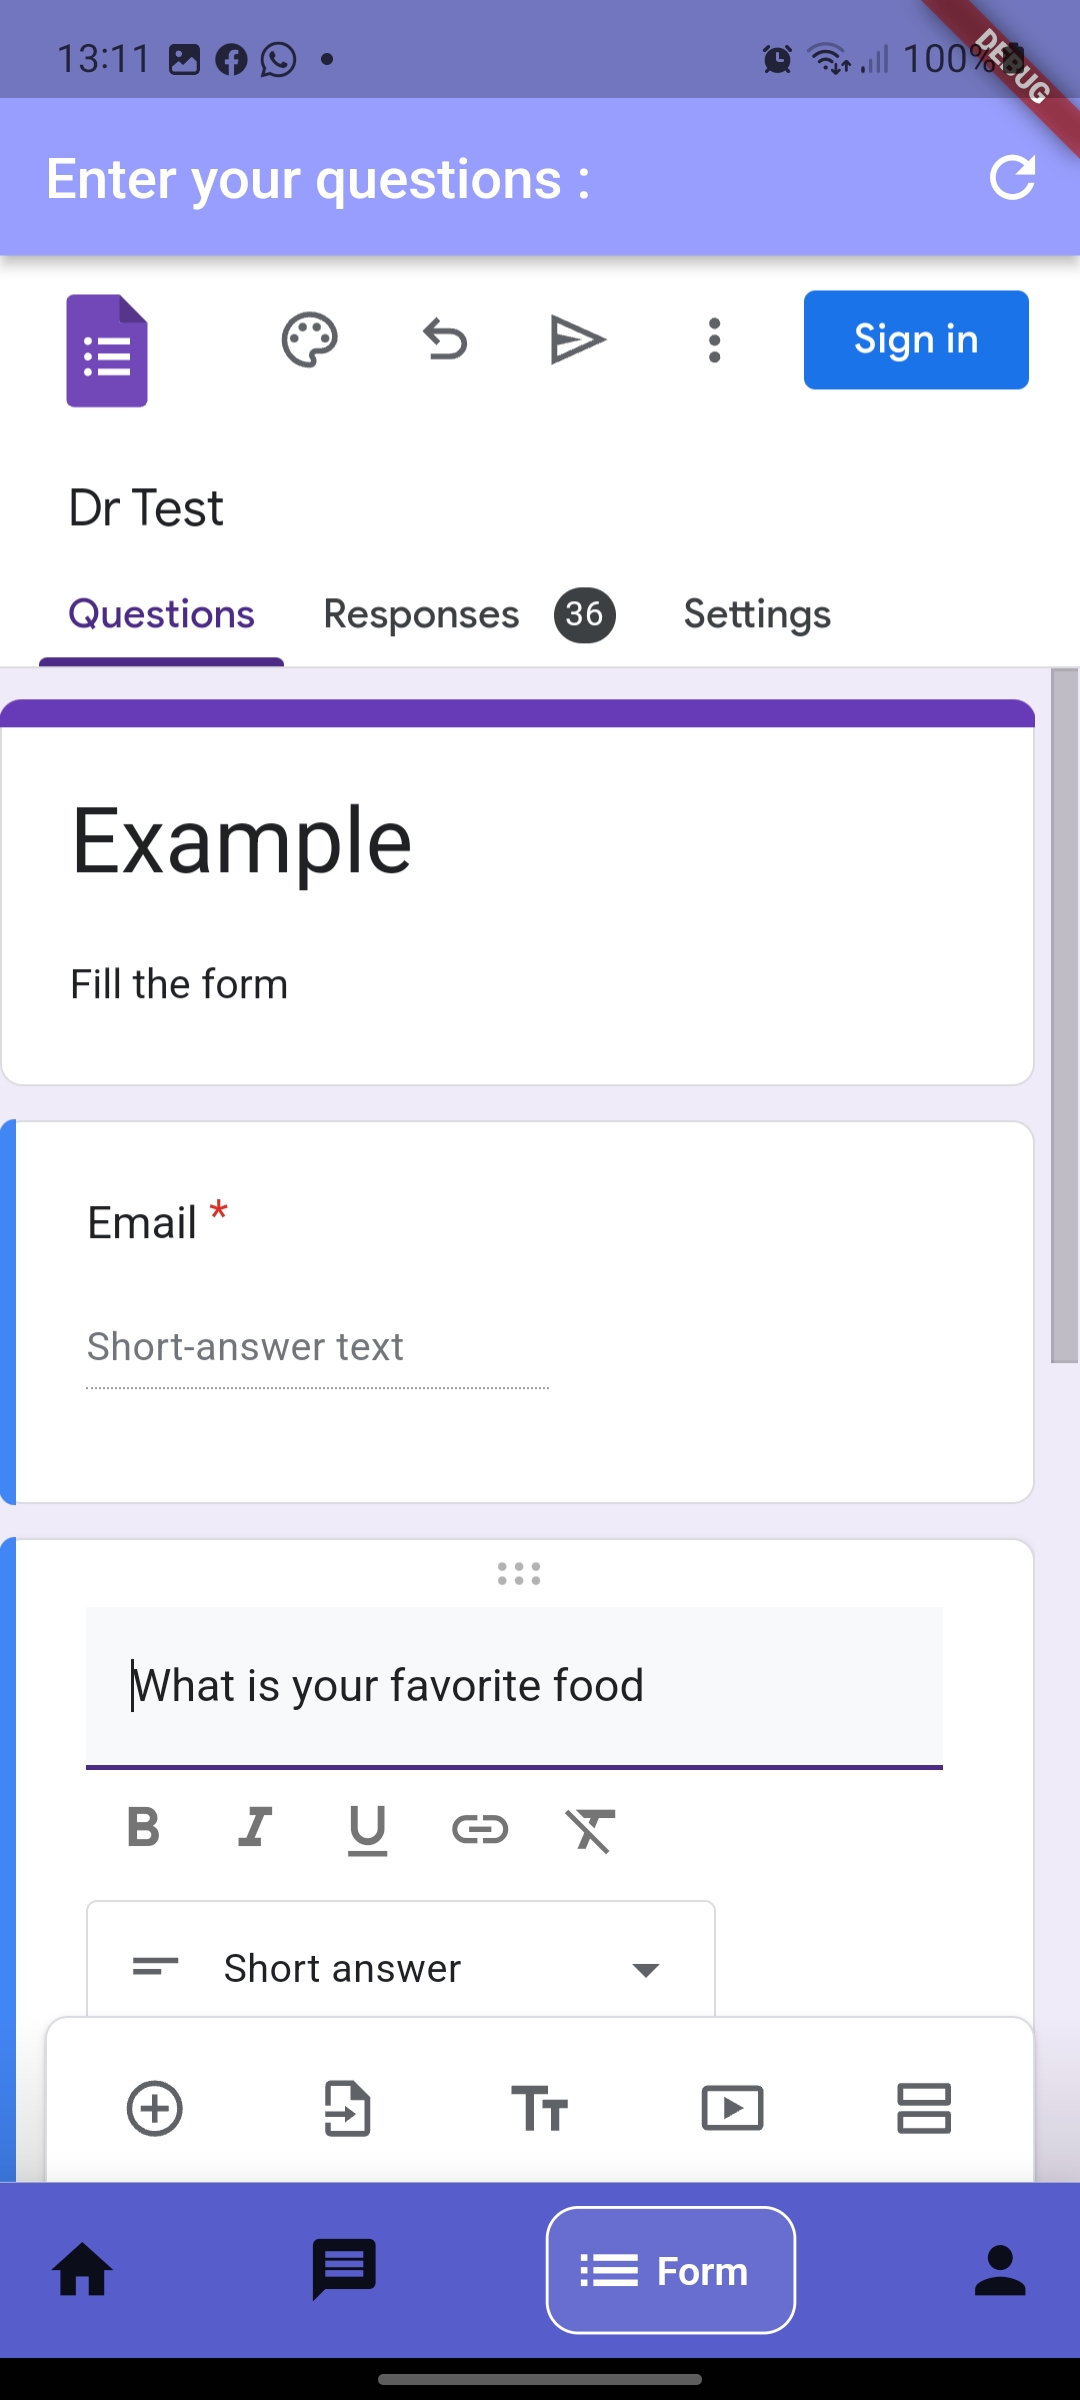 13:11
100%
DEBUG
Enter your questions :
Sign in
Dr Test
Questions Responses 36 Settings
Example
Fill the form
Email *
Short-answer text
What is your favorite food
B I U
Short answer
TT
Form